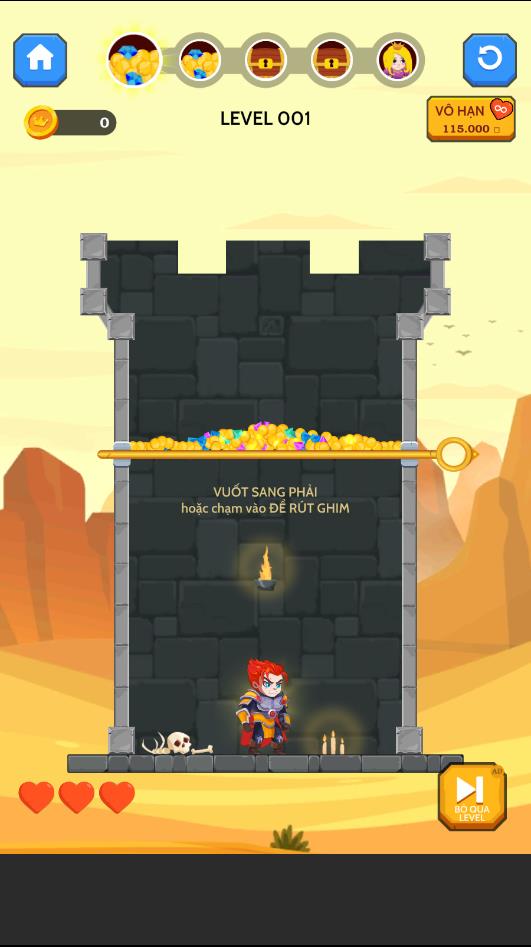 LEVEL 001
0
VÔ HẠN
115.000
VUỐT SANG PHẢI
hoặc chạm vào ĐỂ RÚT GHIM
AD
BỎ QUA
LEVEL